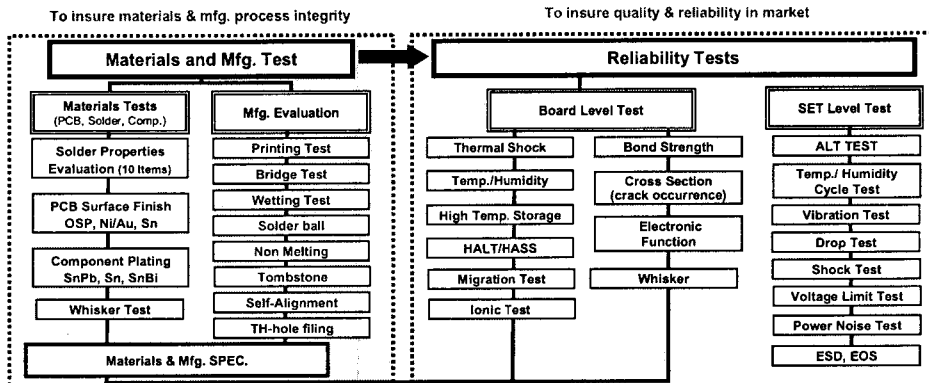 To insure materials & mfg. process integrity
To insure quality & reliability in market
Materials and Mfg. Test
Reliability Tests
Materials Tests
(PCB, Solder, Comp.)
Mfg. Evaluation
Board Level Test
SET Level Test
Solder Properties
Evaluation (10 Items)
PCB Surface Finish
OSP, Ni/Au, Sn
Component Plating
SnPb, Sn, SnBi
Whisker Test
Printing Test
Bridge Test
Wetting Test
Solder ball
Non Melting
Tombstone
Self-Alignment
TH-hole filing
Materials & Mfg. SPEC.
Thermal Shock
Temp./Humidity
High Temp. Storage
HALT/HASS
Migration Test
Ionic Test
Bond Strength
Cross Section
(crack occurrence)
Electronic
Function
Whisker
ALT TEST
Temp./ Humidity
Cycle Test
Vibration Test
Drop Test
Shock Test
Voltage Limit Test
Power Noise Test
ESD, EOS